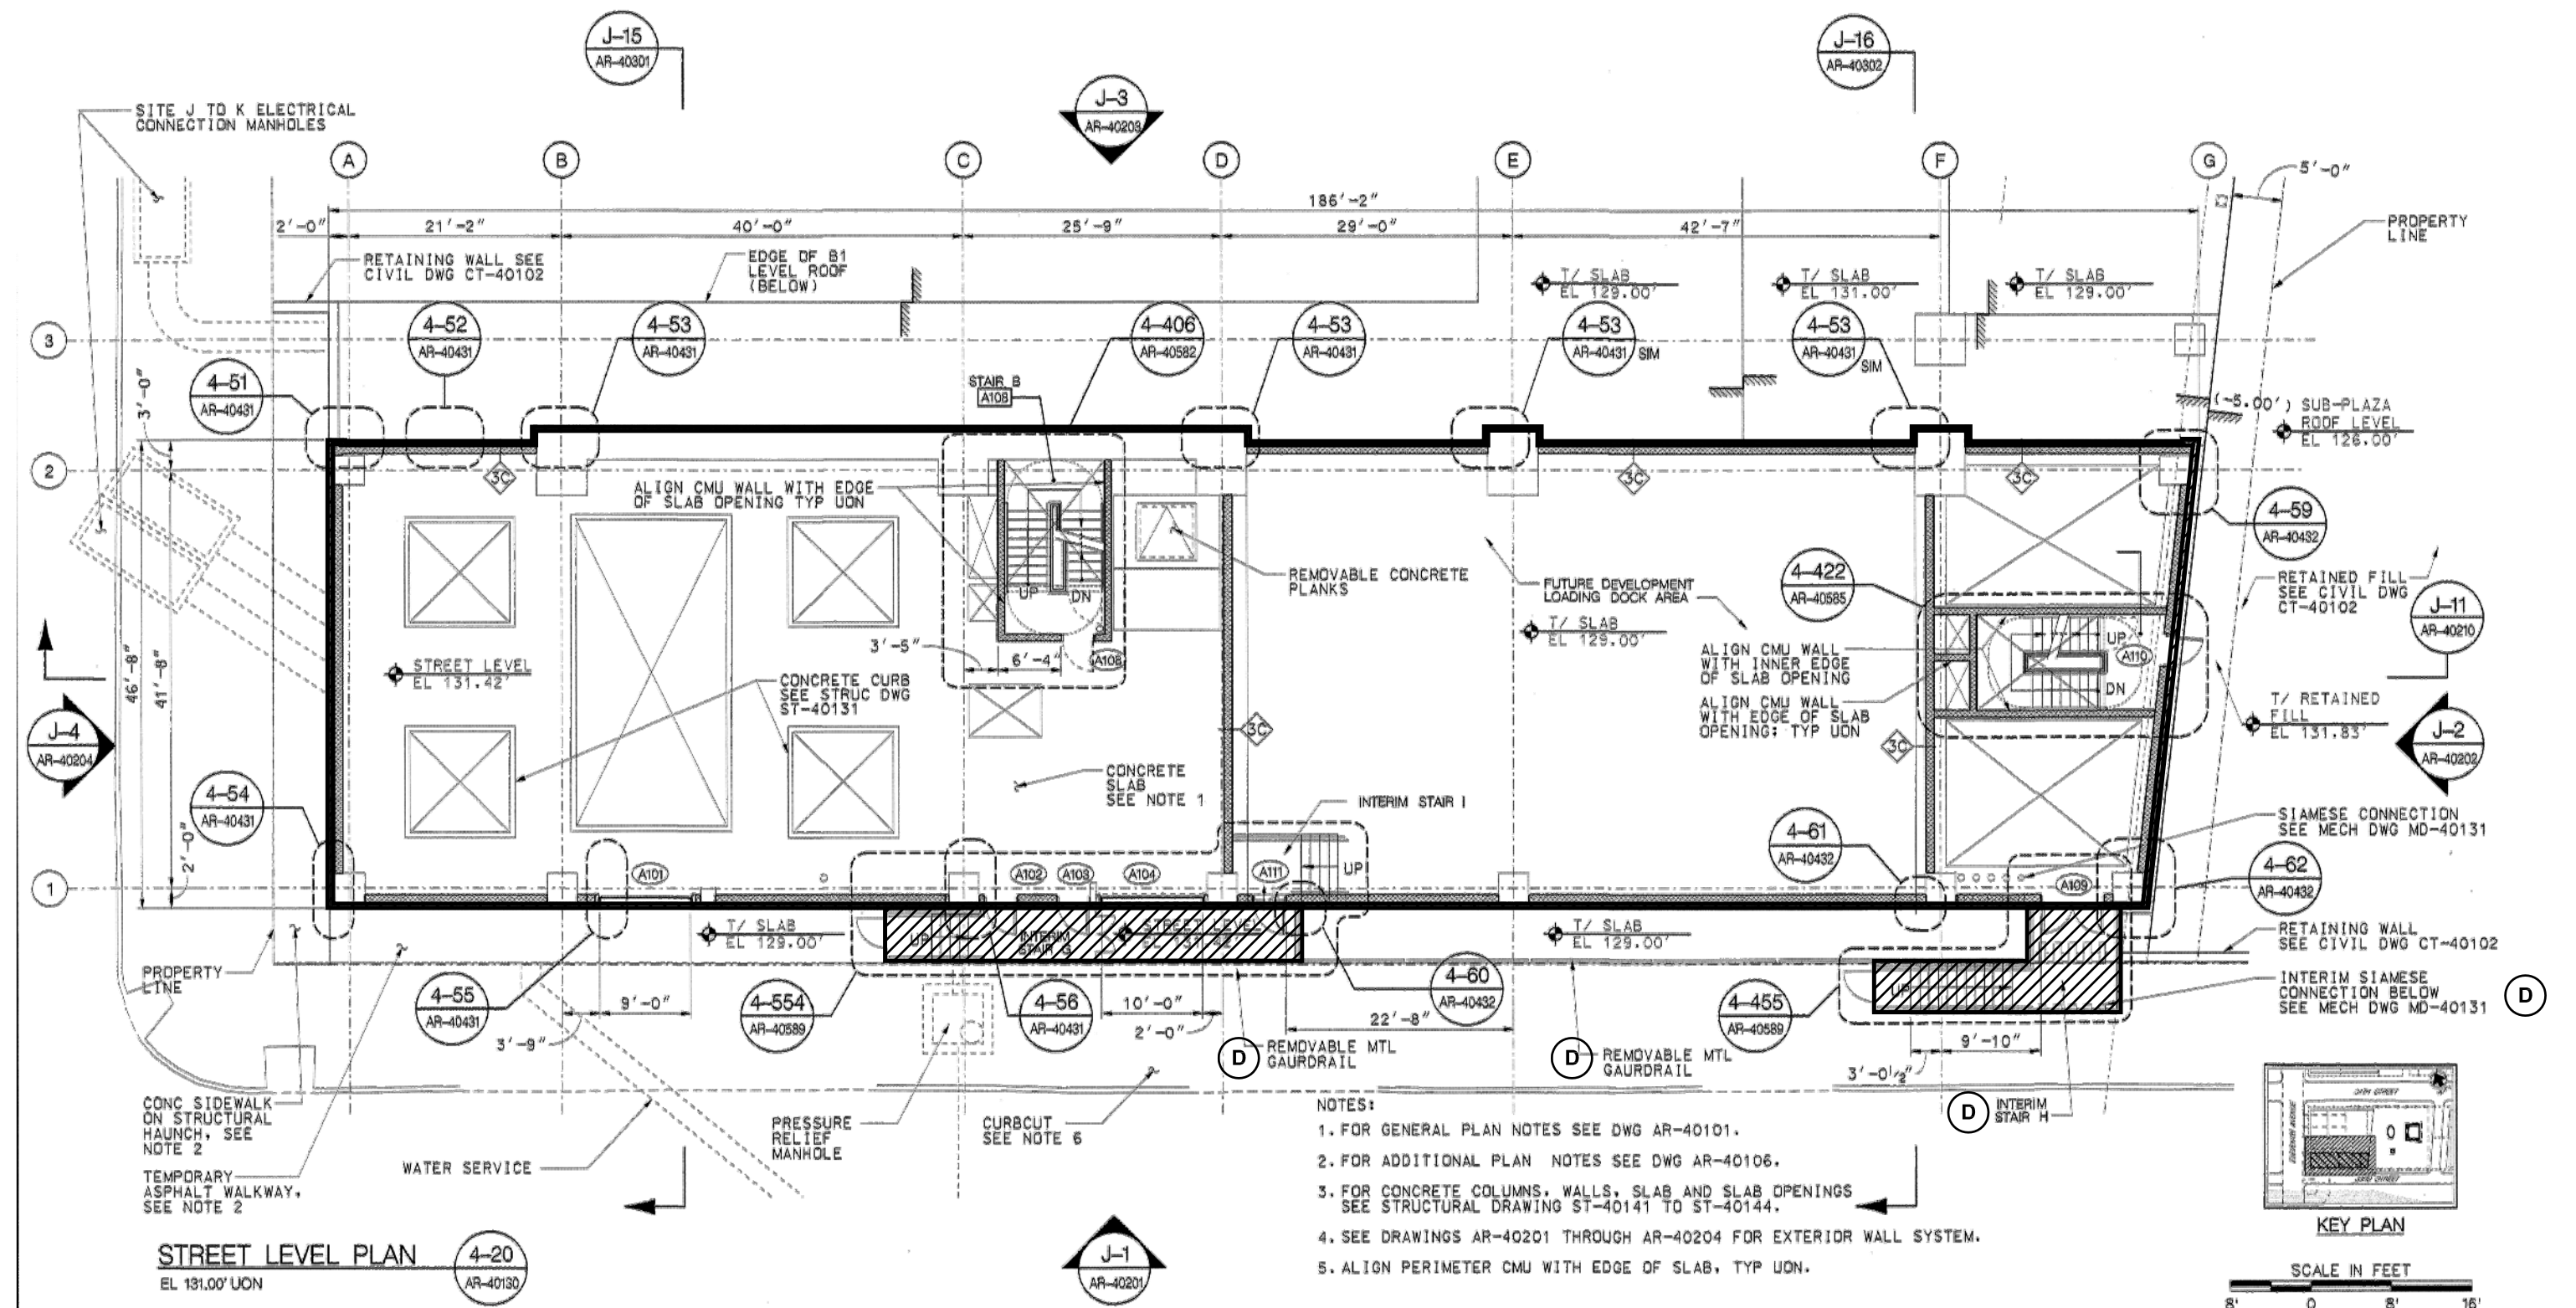 J-15
AR-40301
J-16
AR-40302
J-3
AR-40203
SITE J TO K ELECTRICAL
CONNECTION MANHOLES
A
B
C
D
E
F
G
5'-0"
186'-2"
2'-0"
21'-2"
40'-0"
25'-9"
29'-0"
42'-7"
PROPERTY
LINE
RETAINING WALL SEE
CIVIL DWG CT-40102
EDGE OF B1
LEVEL ROOF
(BELOW)
T/ SLAB
EL 129.00'
T/ SLAB
EL 131.00'
T/ SLAB
EL 129.00'
3
4-52
AR-40431
4-53
AR-40431
4-406
AR-40582
4-53
AR-40431
4-53
AR-40431
SIM
4-53
AR-40431
SIM
4-51
AR-40431
3'-0"
STAIR B
A108
(-5.00') SUB-PLAZA
ROOF LEVEL
EL 126.00'
2
3C
3C
3C
ALIGN CMU WALL WITH EDGE
OF SLAB OPENING TYP UON
4-59
AR-40432
UP
DN
REMOVABLE CONCRETE
PLANKS
FUTURE DEVELOPMENT
LOADING DOCK AREA
4-422
AR-40585
RETAINED FILL
SEE CIVIL DWG
CT-40102
J-11
AR-40210
T/ SLAB
EL 129.00'
3'-5"
6'-4"
A108
UP
A110
DN
ALIGN CMU WALL
WITH INNER EDGE
OF SLAB OPENING
STREET LEVEL
EL 131.42'
46'-8"
41'-8"
CONCRETE CURB
SEE STRUC DWG
ST-40131
ALIGN CMU WALL
WITH EDGE OF SLAB
OPENING; TYP UON
T/ RETAINED
FILL
EL 131.83'
J-4
AR-40204
3C
3C
J-2
AR-40202
CONCRETE
SLAB
SEE NOTE 1
4-54
AR-40431
INTERIM STAIR I
2'-0"
4-61
AR-40432
SIAMESE CONNECTION
SEE MECH DWG MD-40131
1
A101
A102
A103
A104
A111
UP
A109
4-62
AR-40432
T/ SLAB
EL 129.00'
UP
INTERIM
STAIR G
STREET LEVEL
EL 131.42'
T/ SLAB
EL 129.00'
RETAINING WALL
SEE CIVIL DWG CT-40102
PROPERTY
LINE
4-55
AR-40431
9'-0"
3'-9"
4-554
AR-40589
4-56
AR-40431
10'-0"
2'-0"
4-60
AR-40432
22'-8"
4-455
AR-40589
UP
INTERIM SIAMESE
CONNECTION BELOW
SEE MECH DWG MD-40131
D
D
REMOVABLE MTL
GAURDRAIL
D
REMOVABLE MTL
GAURDRAIL
9'-10"
3'-0 1/2"
D
INTERIM
STAIR H
CONC SIDEWALK
ON STRUCTURAL
HAUNCH, SEE
NOTE 2
TEMPORARY
ASPHALT WALKWAY,
SEE NOTE 2
WATER SERVICE
PRESSURE
RELIEF
MANHOLE
CURBCUT
SEE NOTE 6
NOTES:
1. FOR GENERAL PLAN NOTES SEE DWG AR-40101.
2. FOR ADDITIONAL PLAN NOTES SEE DWG AR-40106.
3. FOR CONCRETE COLUMNS, WALLS, SLAB AND SLAB OPENINGS
SEE STRUCTURAL DRAWING ST-40141 TO ST-40144.
4. SEE DRAWINGS AR-40201 THROUGH AR-40204 FOR EXTERIOR WALL SYSTEM.
5. ALIGN PERIMETER CMU WITH EDGE OF SLAB, TYP UON.
STREET LEVEL PLAN
EL 131.00' UON
4-20
AR-40130
J-1
AR-40201
KEY PLAN
SCALE IN FEET
8' 0 8' 16'